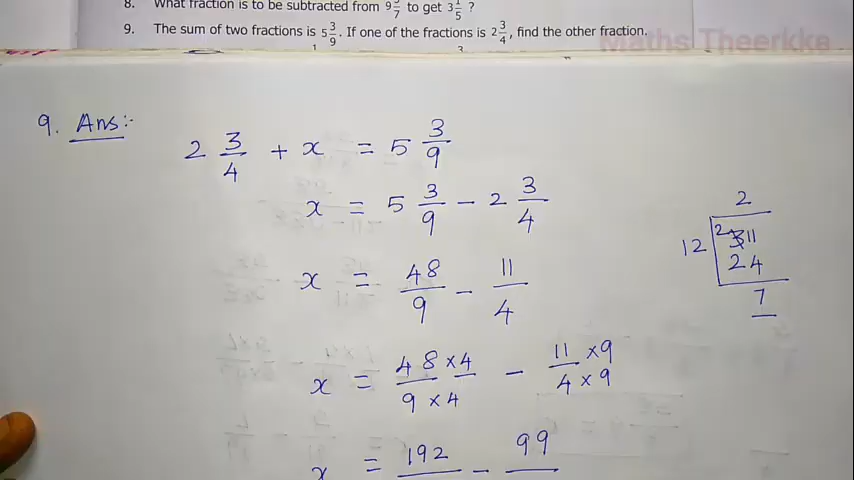 8. What fraction is to be subtracted from 9 /7 to get 3 1/5 ?
9. The sum of two fractions is 5 3/9. If one of the fractions is 2 3/4, find the other fraction.
Maths Theerkka
9. Ans:-
2 3/4 + x = 5 3/9
x = 5 3/9 - 2 3/4
x = 48/9 - 11/4
x = 48×4/9×4 - 11×9/4×9
x = 192 - 99
2
12 31
24
7